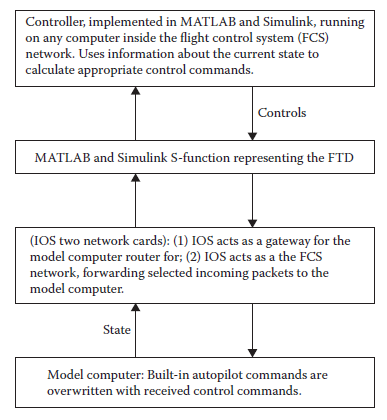 Controller, implemented in MATLAB and Simulink, running
on any computer inside the flight control system (FCS)
network. Uses information about the current state to
calculate appropriate control commands.
Controls
MATLAB and Simulink S-function representing the FTD
(IOS two network cards): (1) IOS acts as a gateway for the
model computer router for; (2) IOS acts as a the FCS
network, forwarding selected incoming packets to the
model computer.
State
Model computer: Built-in autopilot commands are
overwritten with received control commands.